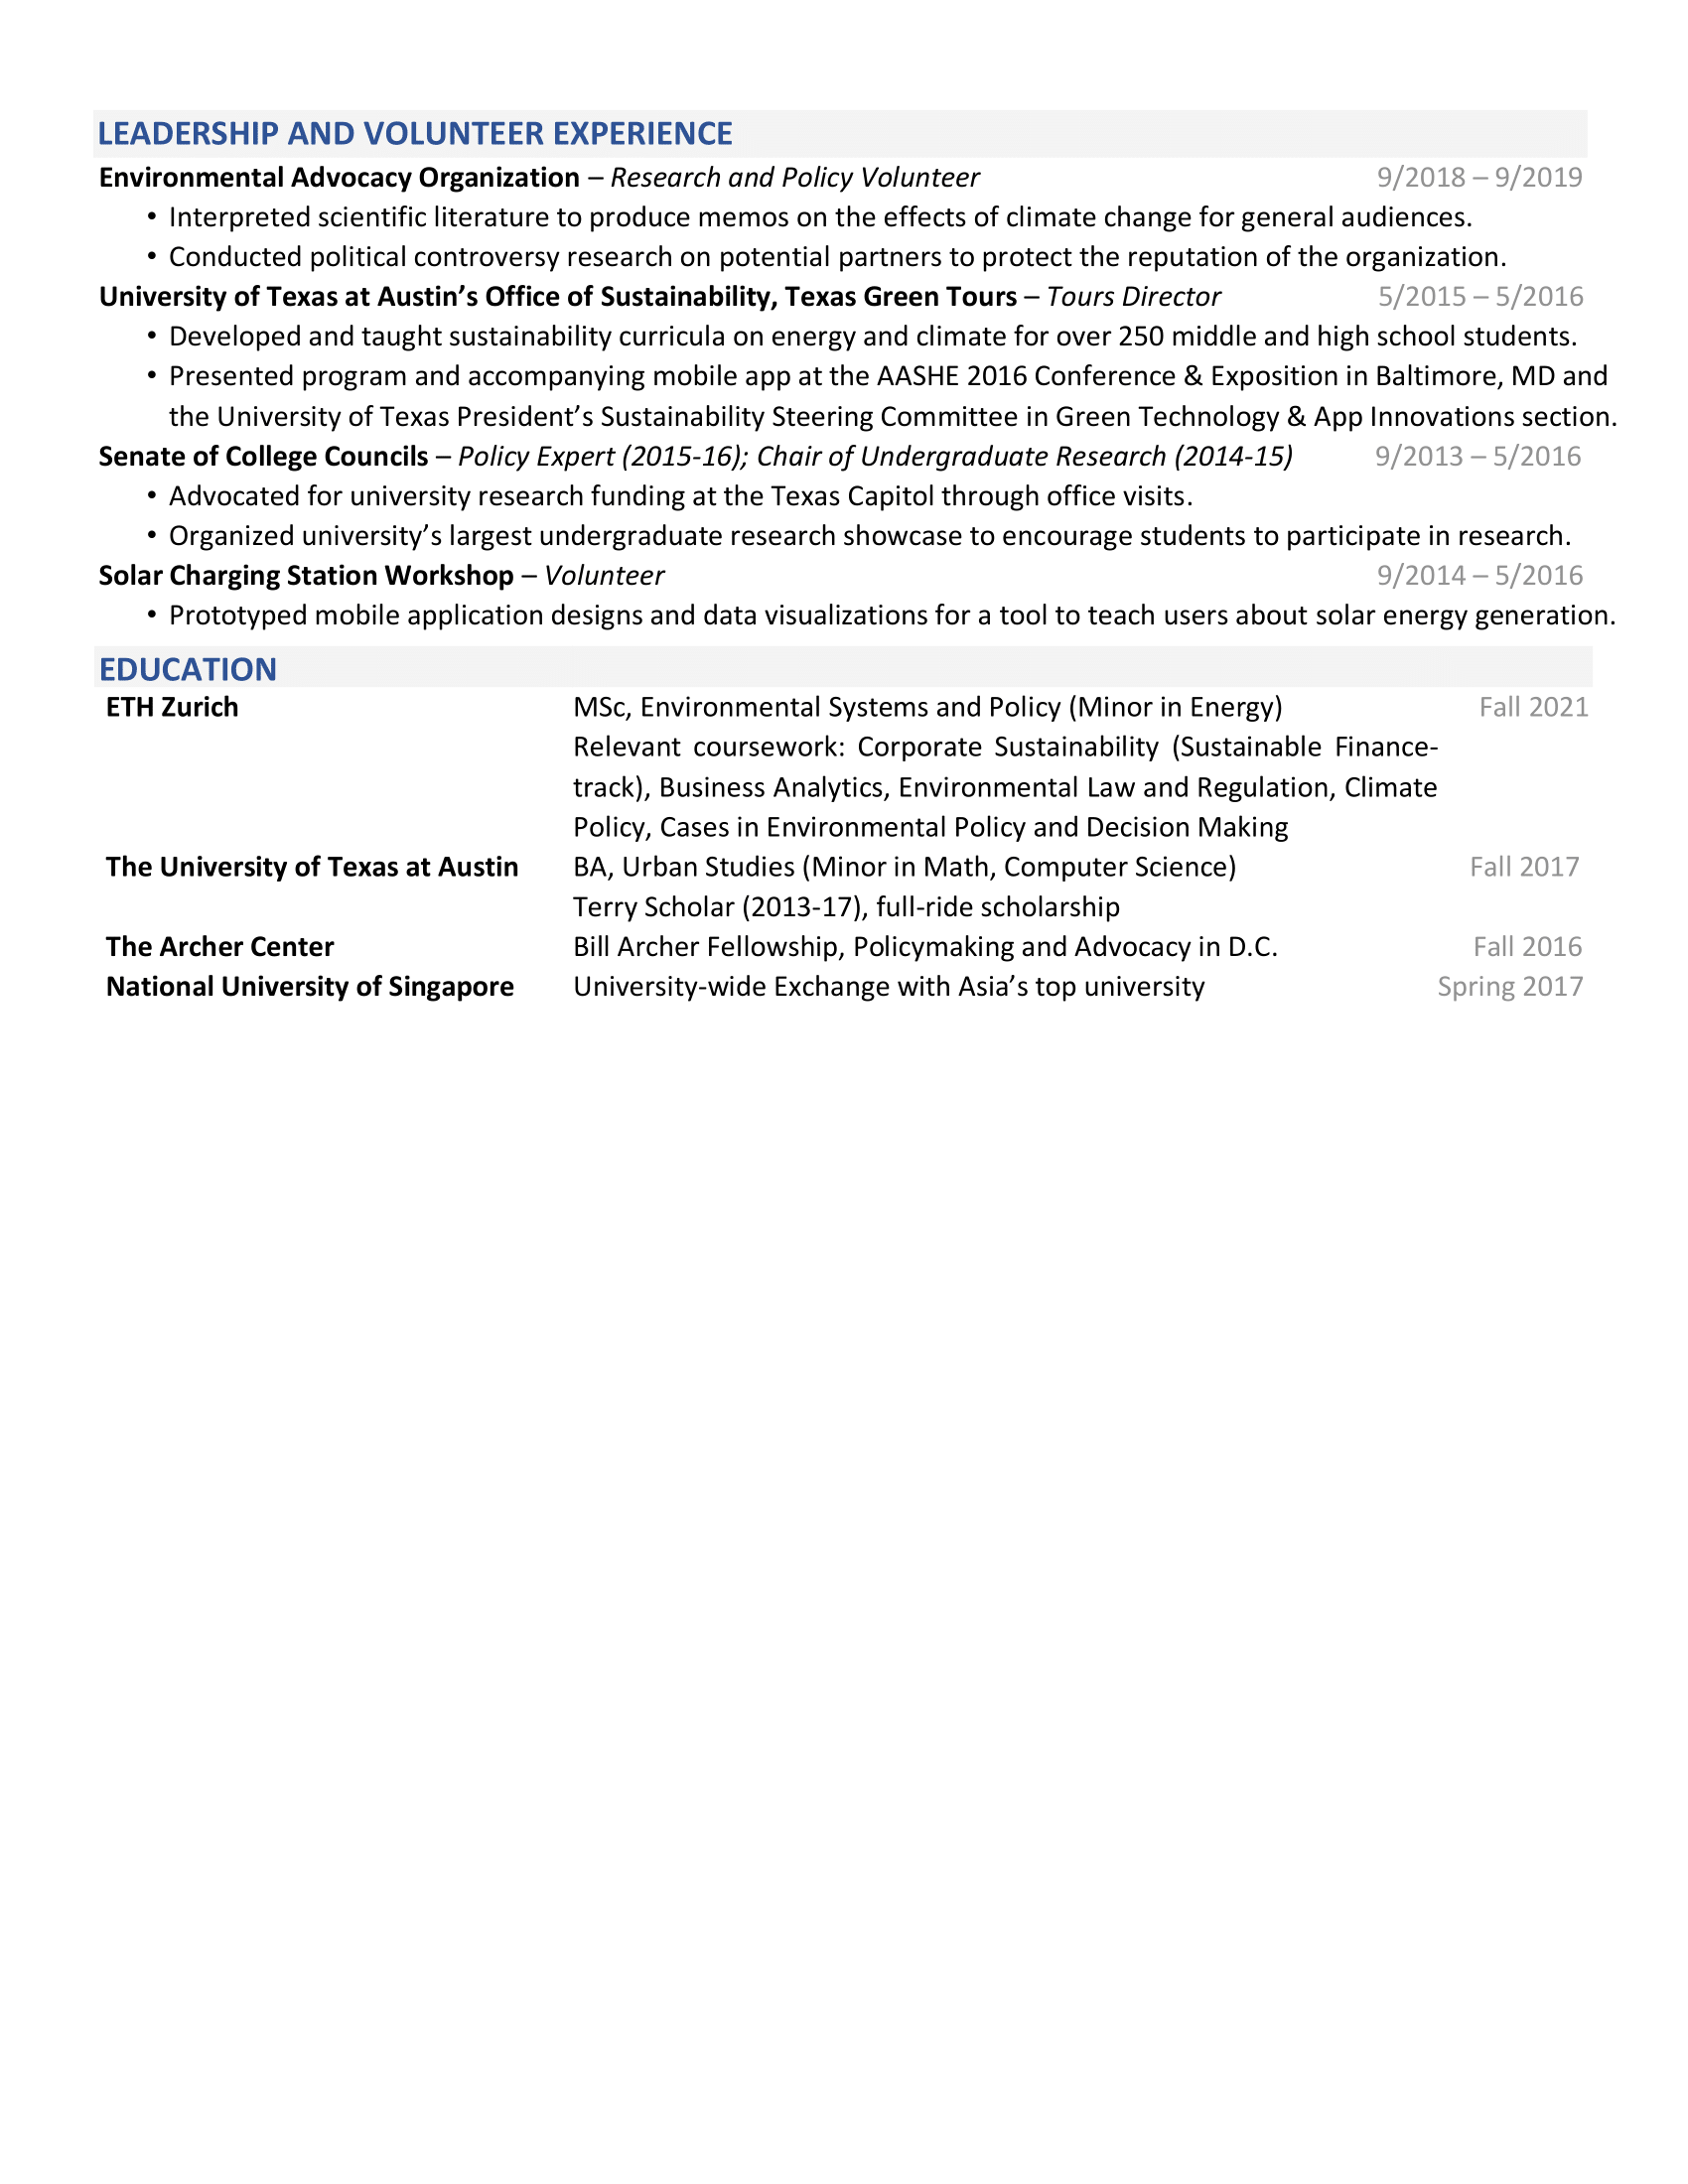 LEADERSHIP AND VOLUNTEER EXPERIENCE
Environmental Advocacy Organization – Research and Policy Volunteer 9/2018 – 9/2019
• Interpreted scientific literature to produce memos on the effects of climate change for general audiences.
• Conducted political controversy research on potential partners to protect the reputation of the organization.
University of Texas at Austin’s Office of Sustainability, Texas Green Tours – Tours Director 5/2015 – 5/2016
• Developed and taught sustainability curricula on energy and climate for over 250 middle and high school students.
• Presented program and accompanying mobile app at the AASHE 2016 Conference & Exposition in Baltimore, MD and
the University of Texas President’s Sustainability Steering Committee in Green Technology & App Innovations section.
Senate of College Councils – Policy Expert (2015-16); Chair of Undergraduate Research (2014-15) 9/2013 – 5/2016
• Advocated for university research funding at the Texas Capitol through office visits.
• Organized university’s largest undergraduate research showcase to encourage students to participate in research.
Solar Charging Station Workshop – Volunteer 9/2014 – 5/2016
• Prototyped mobile application designs and data visualizations for a tool to teach users about solar energy generation.
EDUCATION
ETH Zurich MSc, Environmental Systems and Policy (Minor in Energy) Fall 2021
Relevant coursework: Corporate Sustainability (Sustainable Finance-
track), Business Analytics, Environmental Law and Regulation, Climate
Policy, Cases in Environmental Policy and Decision Making
The University of Texas at Austin BA, Urban Studies (Minor in Math, Computer Science) Fall 2017
Terry Scholar (2013-17), full-ride scholarship
The Archer Center Bill Archer Fellowship, Policymaking and Advocacy in D.C. Fall 2016
National University of Singapore University-wide Exchange with Asia’s top university Spring 2017